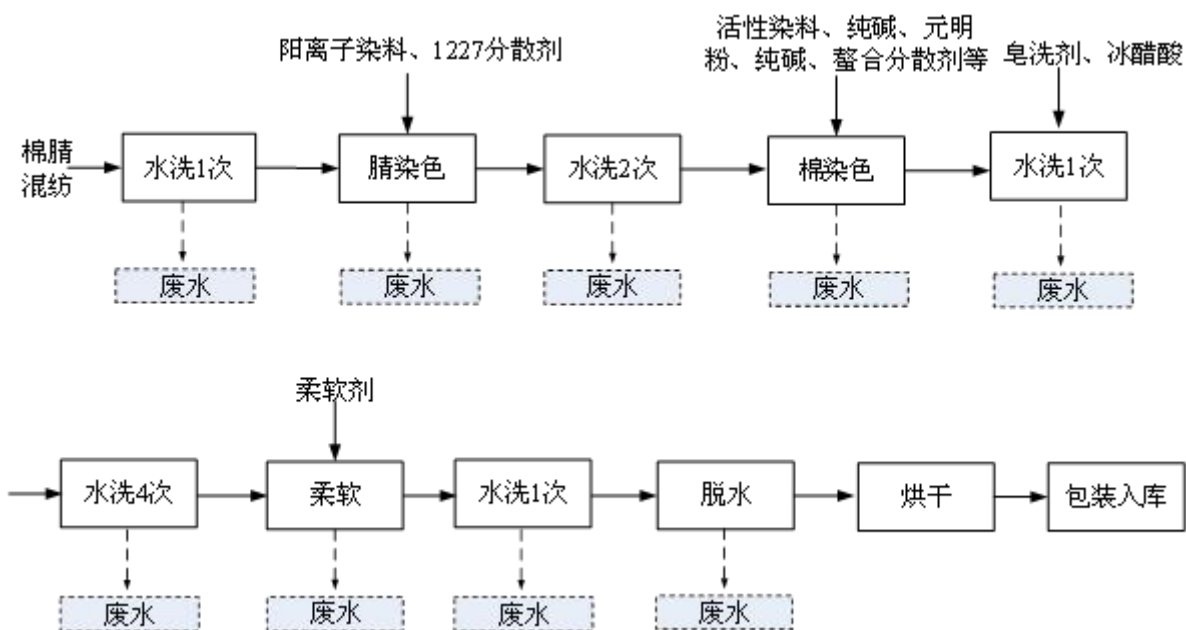 阳离子染料、1227分散剂
活性染料、纯碱、元明
粉、纯碱、螯合分散剂等
皂洗剂、冰醋酸
棉腈
混纺
水洗1次
腈染色
水洗2次
棉染色
水洗1次
废水
废水
废水
废水
废水
柔软剂
水洗4次
柔软
水洗1次
脱水
烘干
包装入库
废水
废水
废水
废水